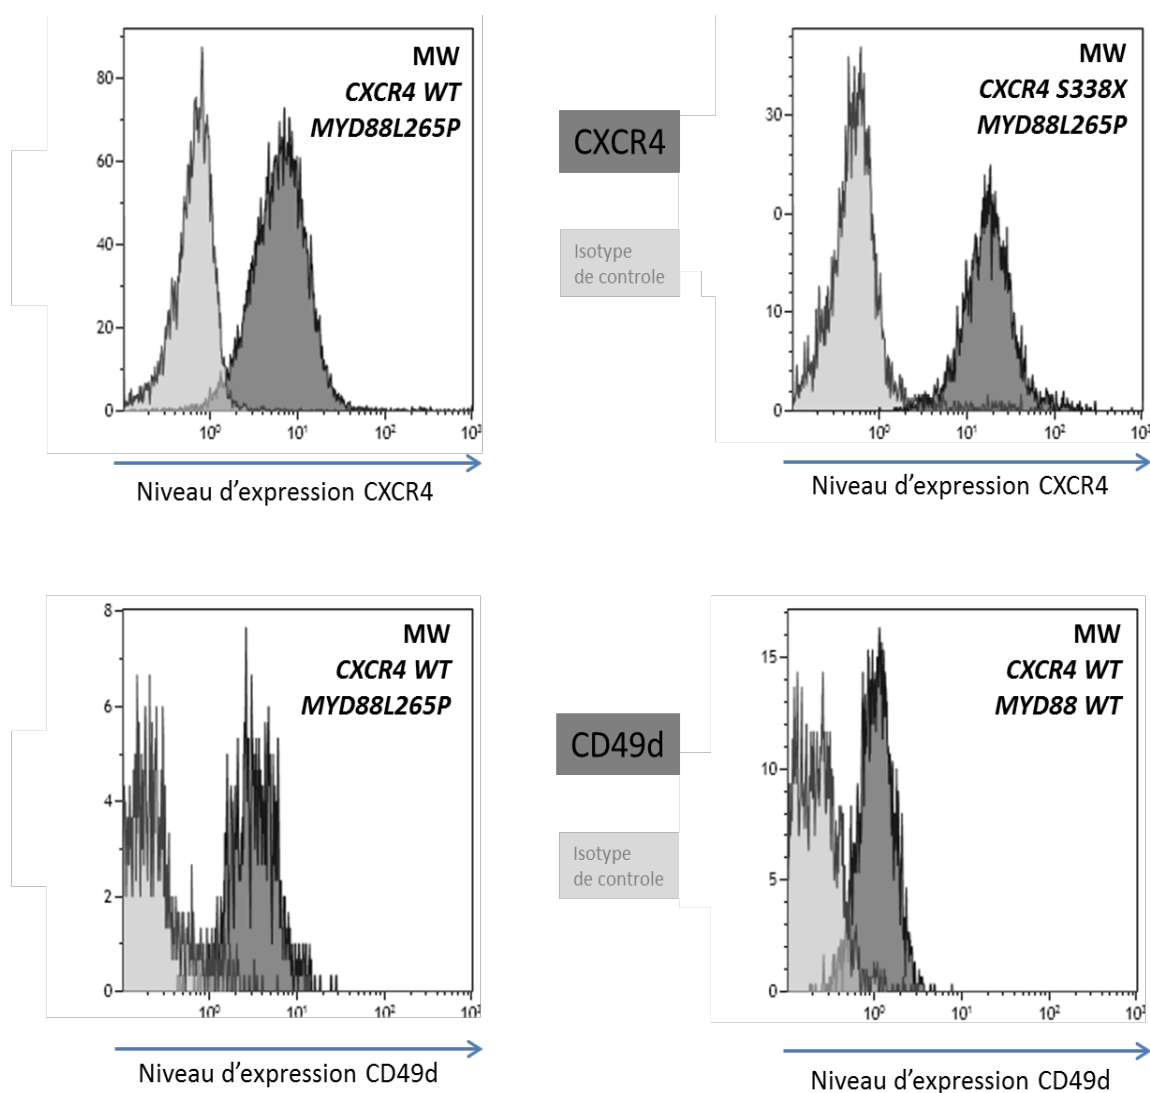 MW
CXCR4 WT
MYD88L265P
80
60
40
20
0
10⁰ 10¹ 10² 10³
Niveau d'expression CXCR4
CXCR4
Isotype
de controle
MW
CXCR4 S338X
MYD88L265P
30
0
10
0
10⁰ 10¹ 10² 10³
Niveau d'expression CXCR4
MW
CXCR4 WT
MYD88L265P
8
6
4
2
0
10⁰ 10¹ 10² 10³
Niveau d'expression CD49d
CD49d
Isotype
de controle
MW
CXCR4 WT
MYD88 WT
15
10
5
0
10⁰ 10¹ 10² 10³
Niveau d'expression CD49d